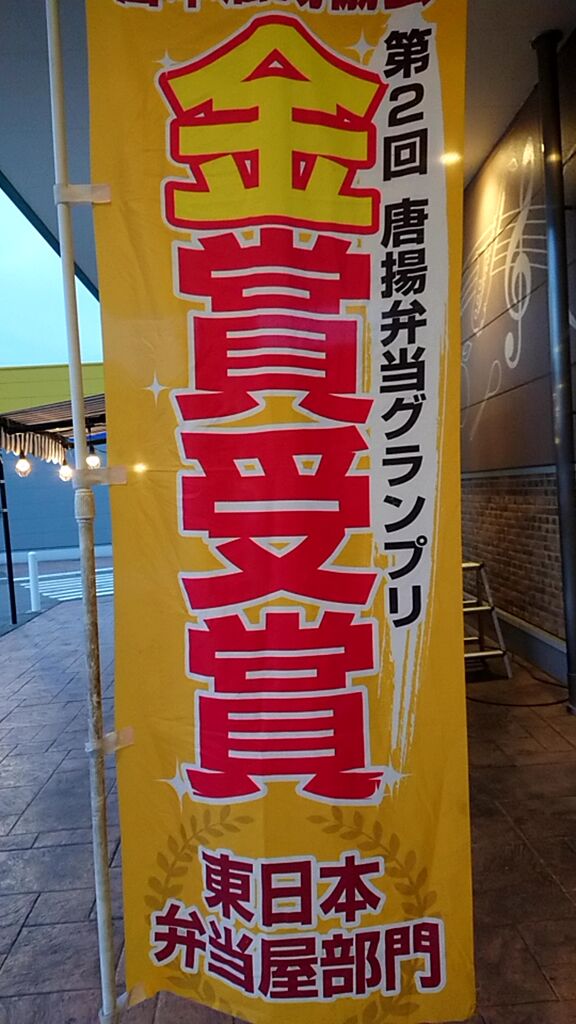 第2回 唐揚弁当グランプリ
金賞受賞
東日本
弁当屋部門